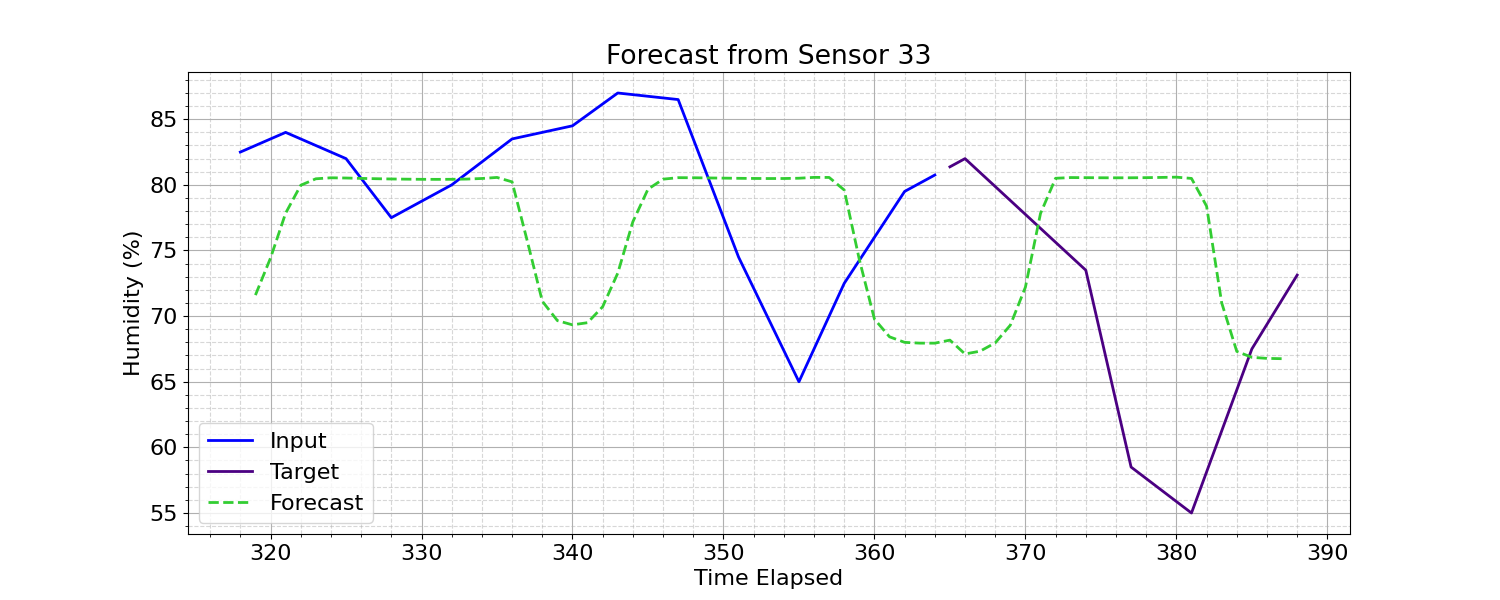 Forecast from Sensor 33
Humidity (%)
85
80
75
70
65
60
55
Input
Target
Forecast
320 330 340 350 360 370 380 390
Time Elapsed